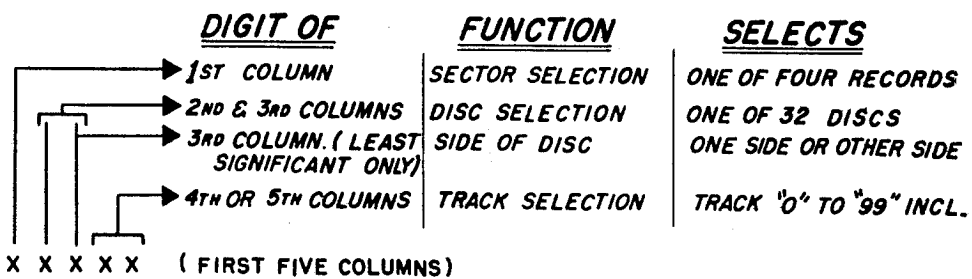 DIGIT OF FUNCTION SELECTS
1ST COLUMN SECTOR SELECTION ONE OF FOUR RECORDS
2ND & 3RD COLUMNS DISC SELECTION ONE OF 32 DISCS
3RD COLUMN. (LEAST SIDE OF DISC ONE SIDE OR OTHER SIDE
SIGNIFICANT ONLY)
4TH OR 5TH COLUMNS TRACK SELECTION TRACK "0" TO "99" INCL.
X X X X X (FIRST FIVE COLUMNS)